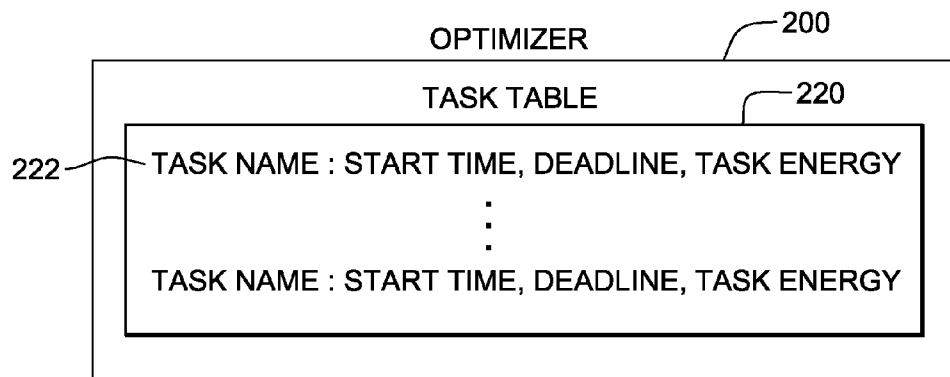 OPTIMIZER
200
TASK TABLE
220
222
TASK NAME : START TIME, DEADLINE, TASK ENERGY
TASK NAME : START TIME, DEADLINE, TASK ENERGY